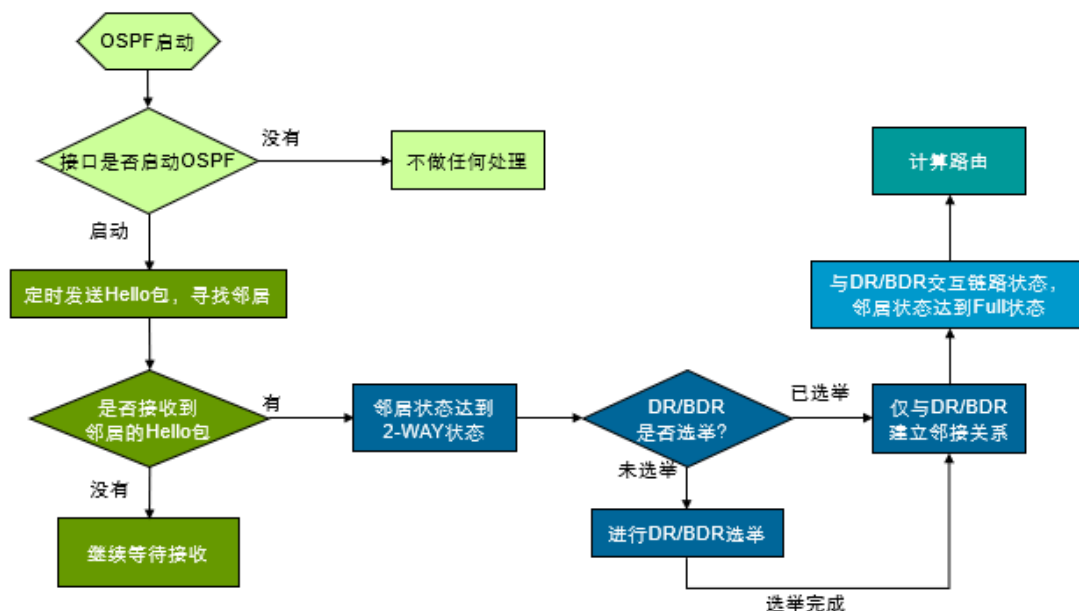 OSPF启动
接口是否启动OSPF
没有
不做任何处理
计算路由
启动
定时发送Hello包，寻找邻居
与DR/BDR交互链路状态，
邻居状态达到Full状态
是否接收到
邻居的Hello包
有
邻居状态达到
2-WAY状态
DR/BDR
是否选举?
已选举
仅与DR/BDR
建立邻接关系
没有
未选举
继续等待接收
进行DR/BDR选举
选举完成